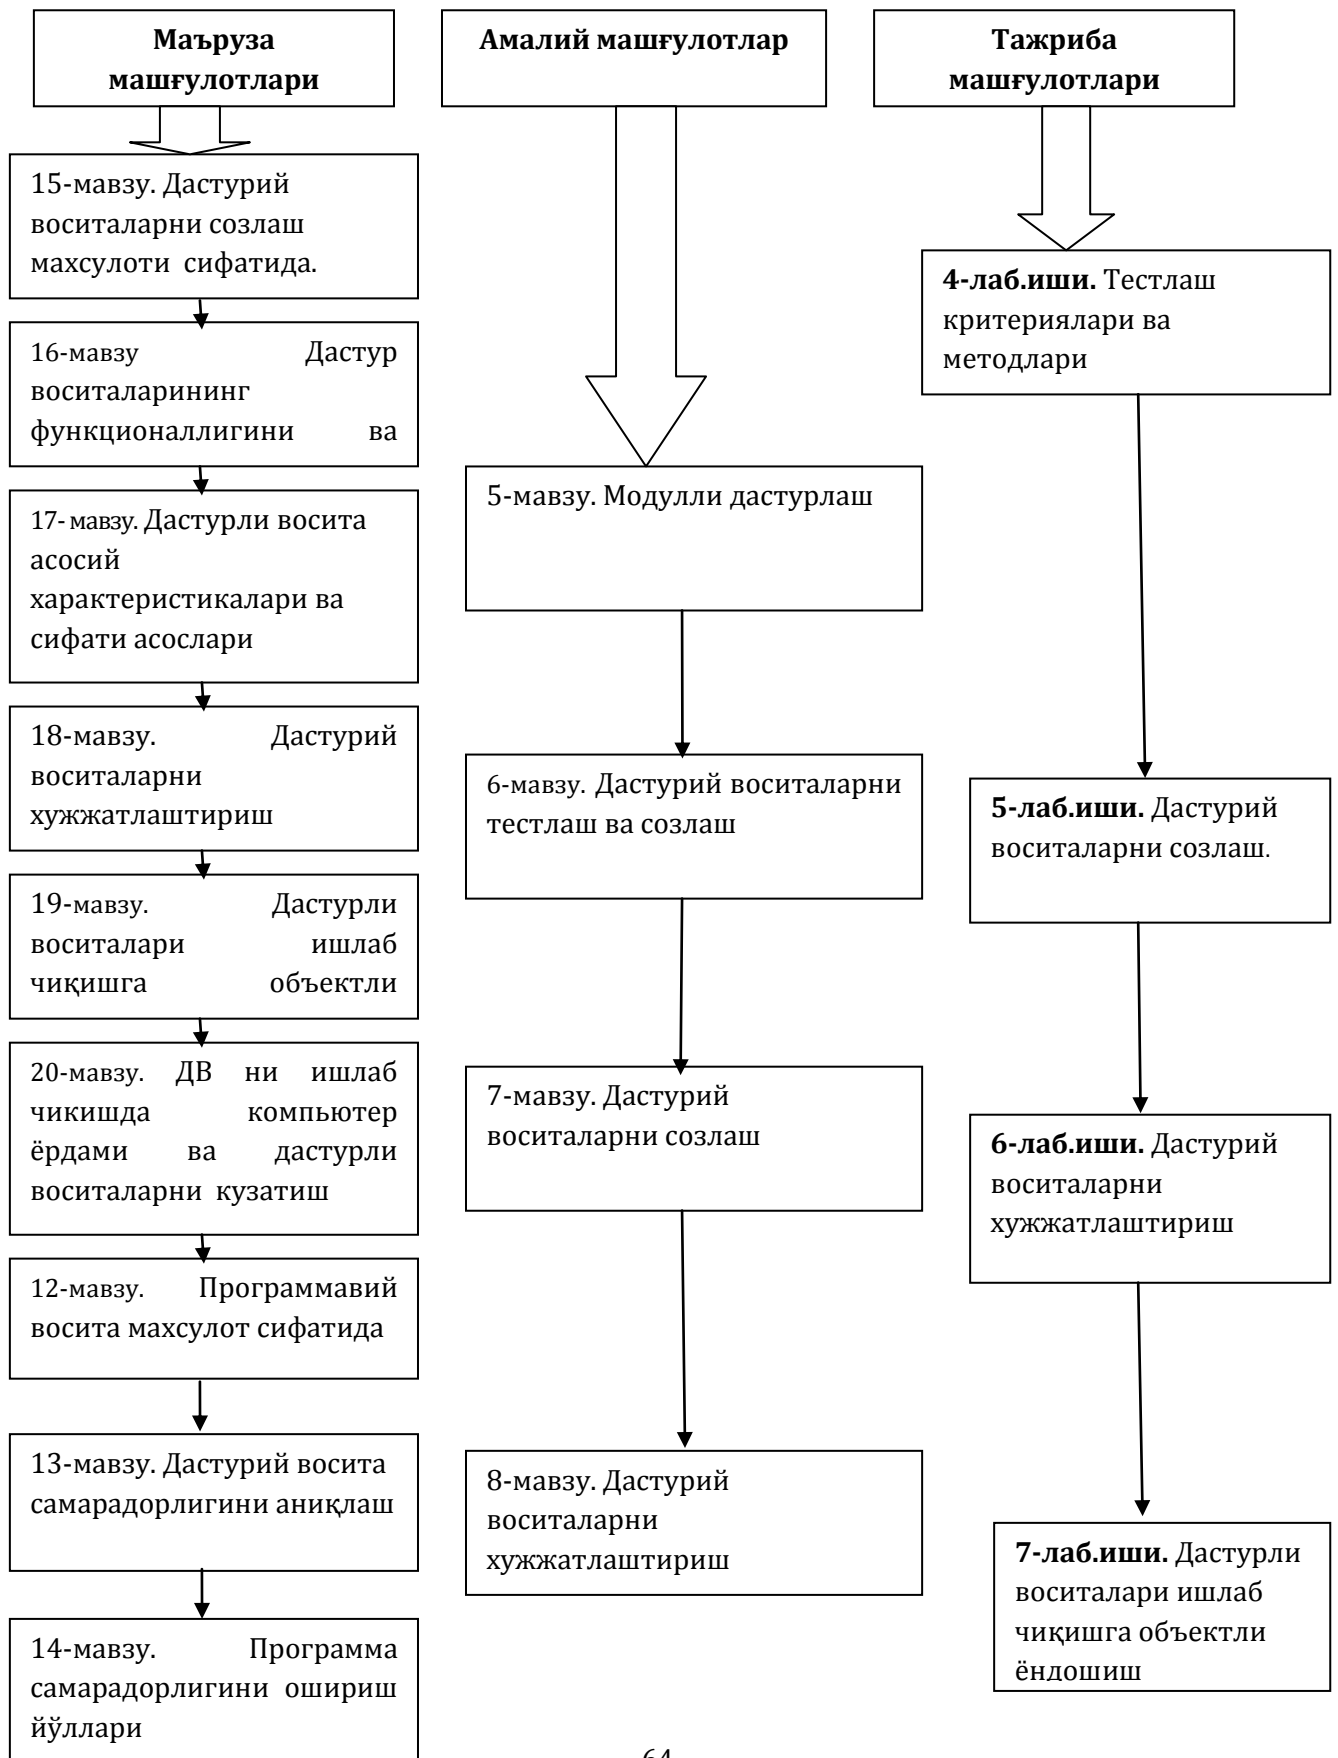 Маъруза
машғулотлари
15-мавзу. Дастурий
воситаларни созлаш
махсулоти сифатида.
16-мавзу Дастур
воситаларининг
функционаллигини ва
17- мавзу. Дастурли восита
асосий
характеристикалари ва
сифати асослари
18-мавзу. Дастурий
воситаларни
хужжатлаштириш
19-мавзу. Дастурли
воситалари ишлаб
чиқишга объектли
20-мавзу. ДВ ни ишлаб
чикишда компьютер
ёрдами ва дастурли
воситаларни кузатиш
12-мавзу. Программавий
восита махсулот сифатида
13-мавзу. Дастурий восита
самарадорлигини аниқлаш
14-мавзу. Программа
самарадорлигини ошириш
йўллари
Амалий машғулотлар
5-мавзу. Модулли дастурлаш
6-мавзу. Дастурий воситаларни
тестлаш ва созлаш
7-мавзу. Дастурий
воситаларни созлаш
8-мавзу. Дастурий
воситаларни
хужжатлаштириш
Тажриба
машғулотлари
4-лаб.иши. Тестлаш
критериялари ва
методлари
5-лаб.иши. Дастурий
воситаларни созлаш.
6-лаб.иши. Дастурий
воситаларни
хужжатлаштириш
7-лаб.иши. Дастурли
воситалари ишлаб
чиқишга объектли
ёндошиш
64